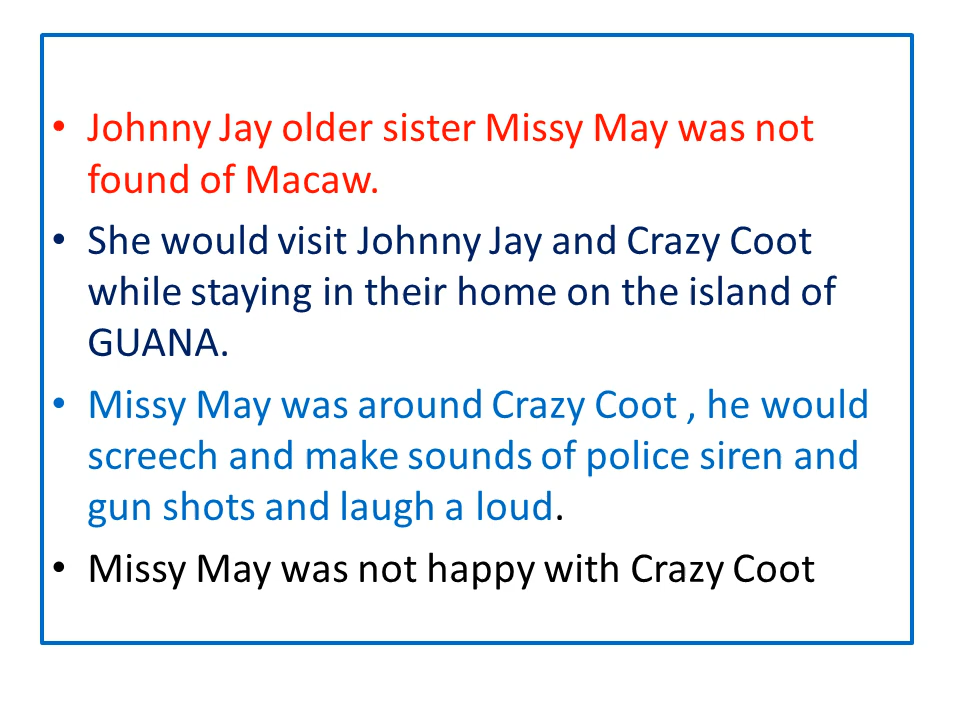 • Johnny Jay older sister Missy May was not
found of Macaw.
• She would visit Johnny Jay and Crazy Coot
while staying in their home on the island of
GUANA.
• Missy May was around Crazy Coot , he would
screech and make sounds of police siren and
gun shots and laugh a loud.
• Missy May was not happy with Crazy Coot